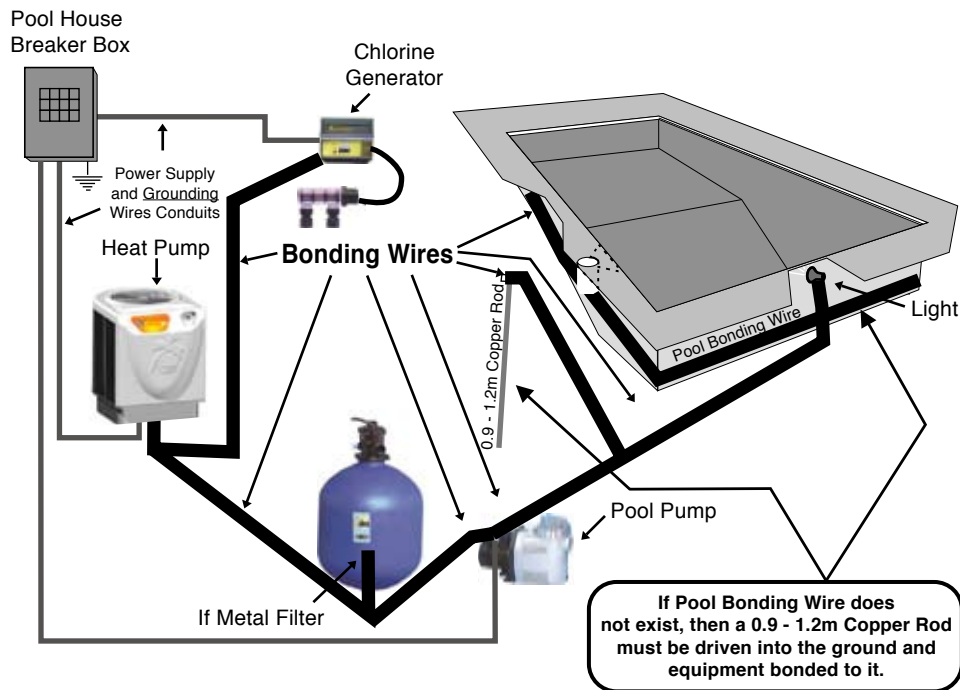 Pool House
Breaker Box
Chlorine
Generator
Power Supply
and Grounding
Wires Conduits
Heat Pump
Bonding Wires
0.9 - 1.2m Copper Rod
Pool Bonding Wire
Light
Pool Pump
If Metal Filter
If Pool Bonding Wire does
not exist, then a 0.9 - 1.2m Copper Rod
must be driven into the ground and
equipment bonded to it.